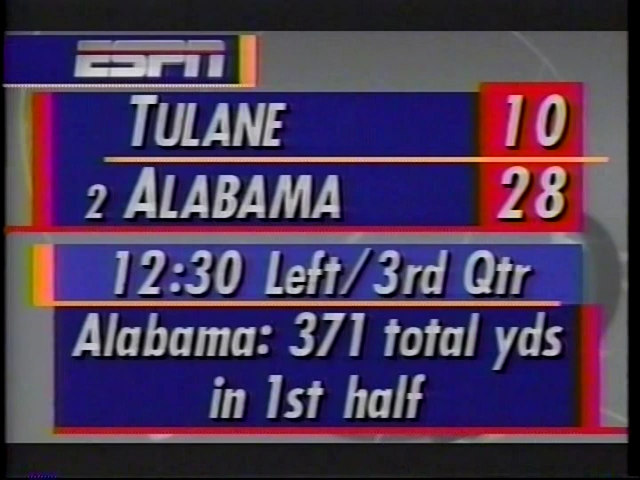 ESPN
TULANE 10
2 ALABAMA 28
12:30 Left/3rd Qtr
Alabama: 371 total yds
in 1st half